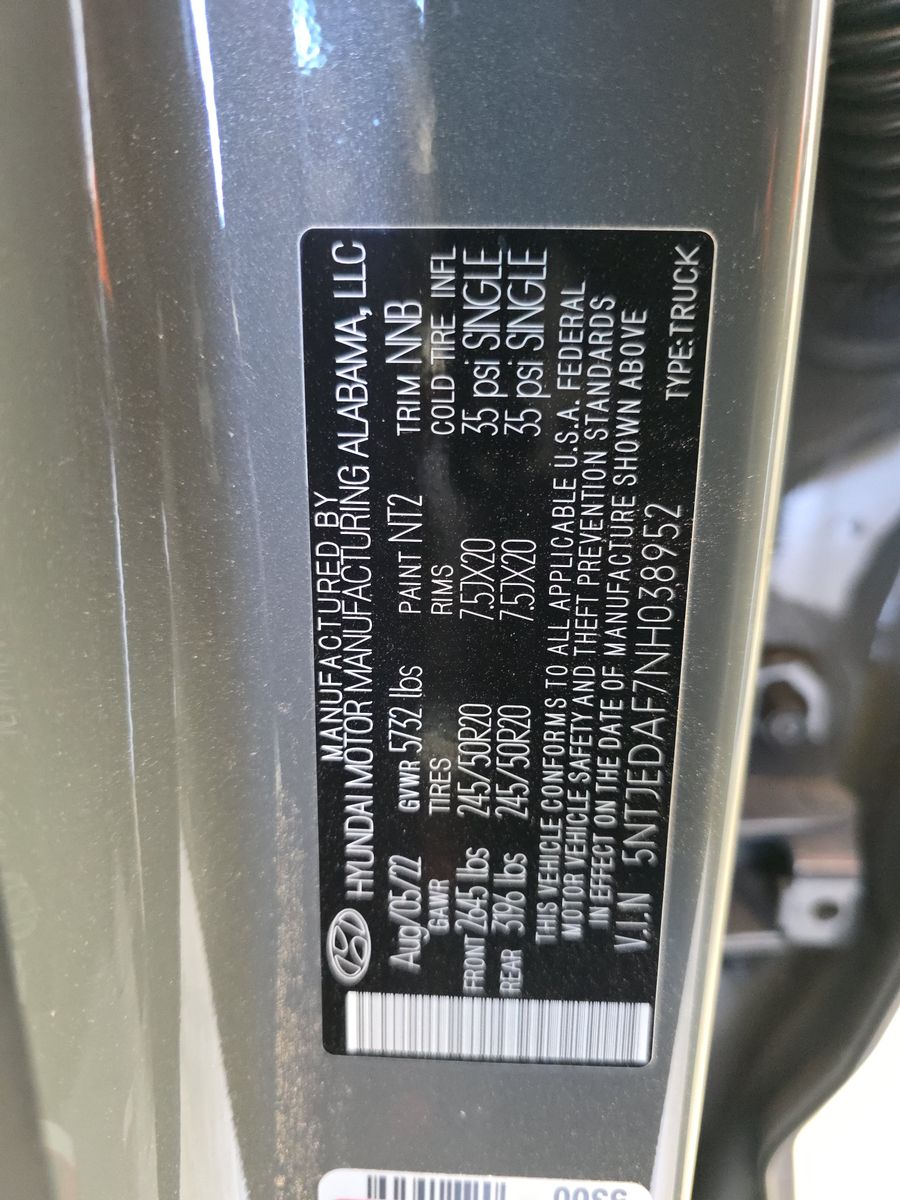 MANUFACTURED BY
HYUNDAI MOTOR MANUFACTURING ALABAMA, LLC
Aug/05/22 GVWR 5732 lbs PAINT NT2 TRIM NNB
GAWR TIRES RIMS COLD TIRE INFL
FRONT 2645 lbs 245/50R20 7.5JX20 35 psi SINGLE
REAR 3196 lbs 245/50R20 7.5JX20 35 psi SINGLE
THIS VEHICLE CONFORMS TO ALL APPLICABLE U.S.A. FEDERAL
MOTOR VEHICLE SAFETY AND THEFT PREVENTION STANDARDS
IN EFFECT ON THE DATE OF MANUFACTURE SHOWN ABOVE
V.I.N 5NTJEDAF7NH038952 TYPE:TRUCK